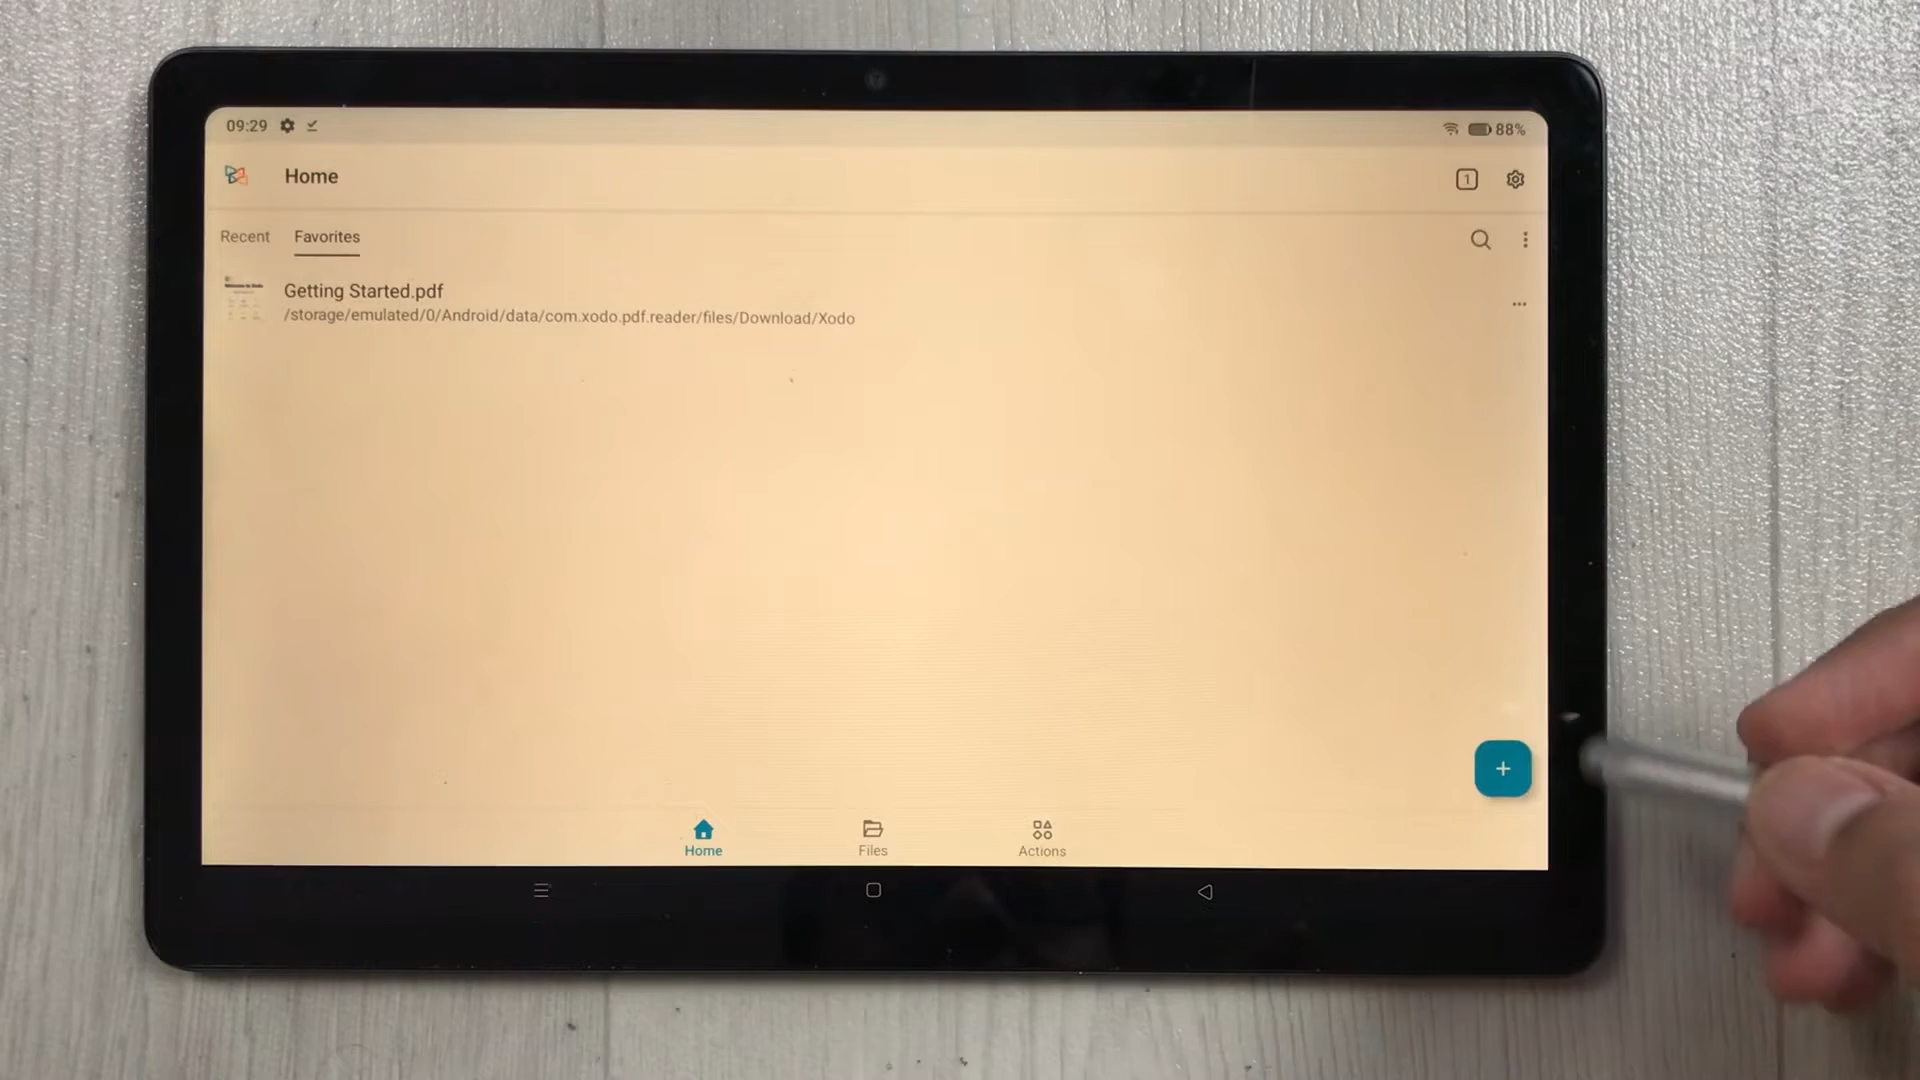 09:29
88%
Home
1
Recent
Favorites
Getting Started.pdf
/storage/emulated/0/Android/data/com.xodo.pdf.reader/files/Download/Xodo
Home
Files
Actions